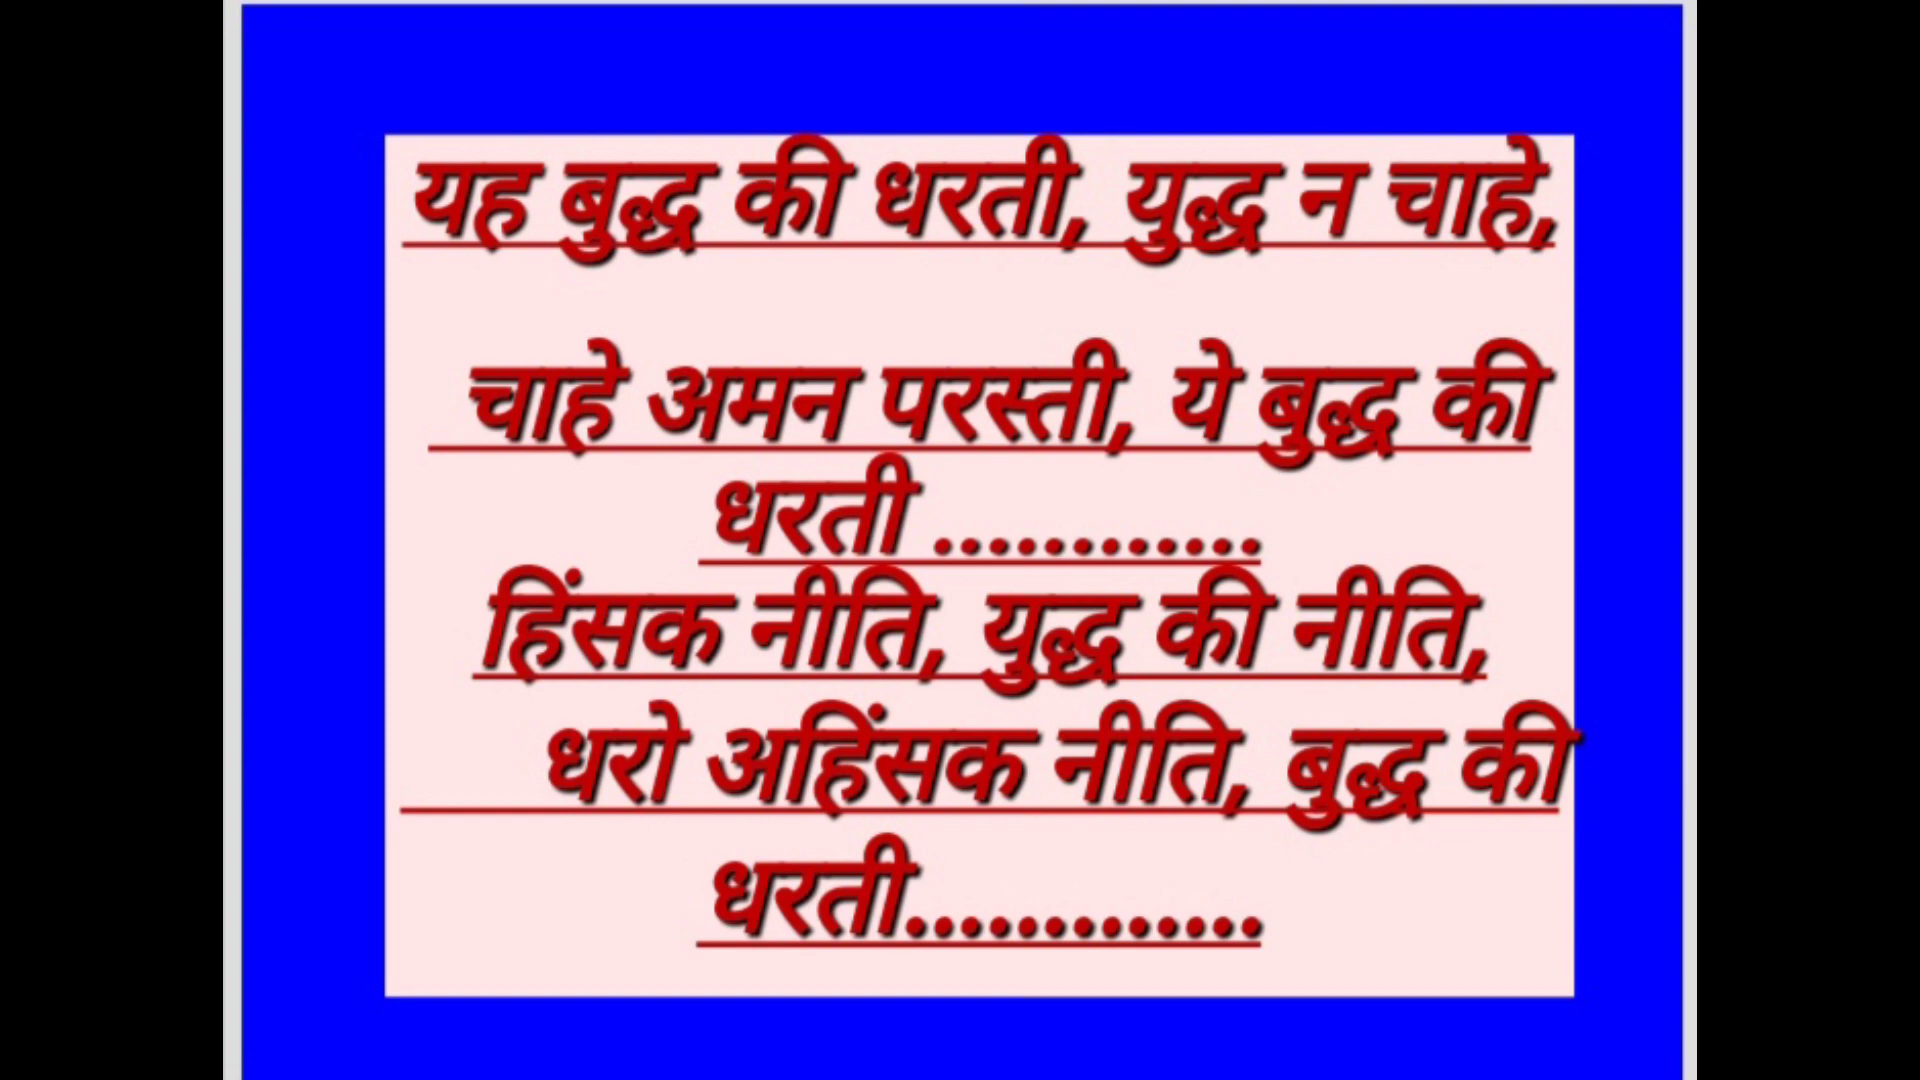 यह बुद्ध की धरती, युद्ध न चाहे,
चाहे अमन परस्ती, ये बुद्ध की
धरती ............
हिंसक नीति, युद्ध की नीति,
धरो अहिंसक नीति, बुद्ध की
धरती.............